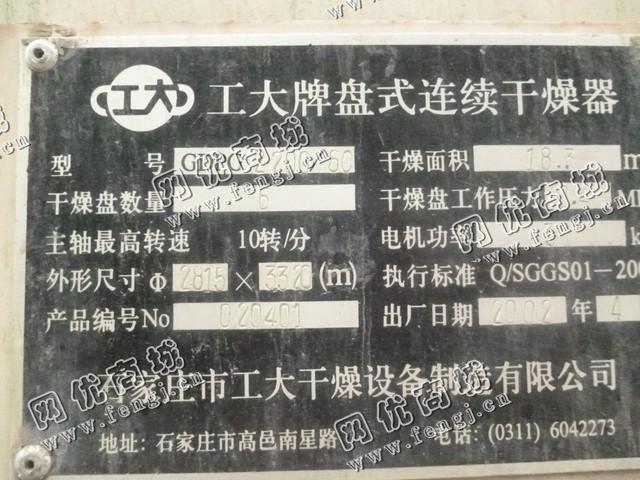 工大 工大牌盘式连续干燥器
型 号 干燥面积 18.3 m
干燥盘数量 6 干燥盘工作压力
主轴最高转速 10转/分 电机功率
外形尺寸 Φ 2815 × 3320 (m) 执行标准 Q/SGGS01-200
产品编号No 020401 出厂日期 2002 年 4
石家庄市工大干燥设备制造有限公司
地址: 石家庄市高邑南星路 电话: (0311) 6042273
网优商城
www.fengj.com